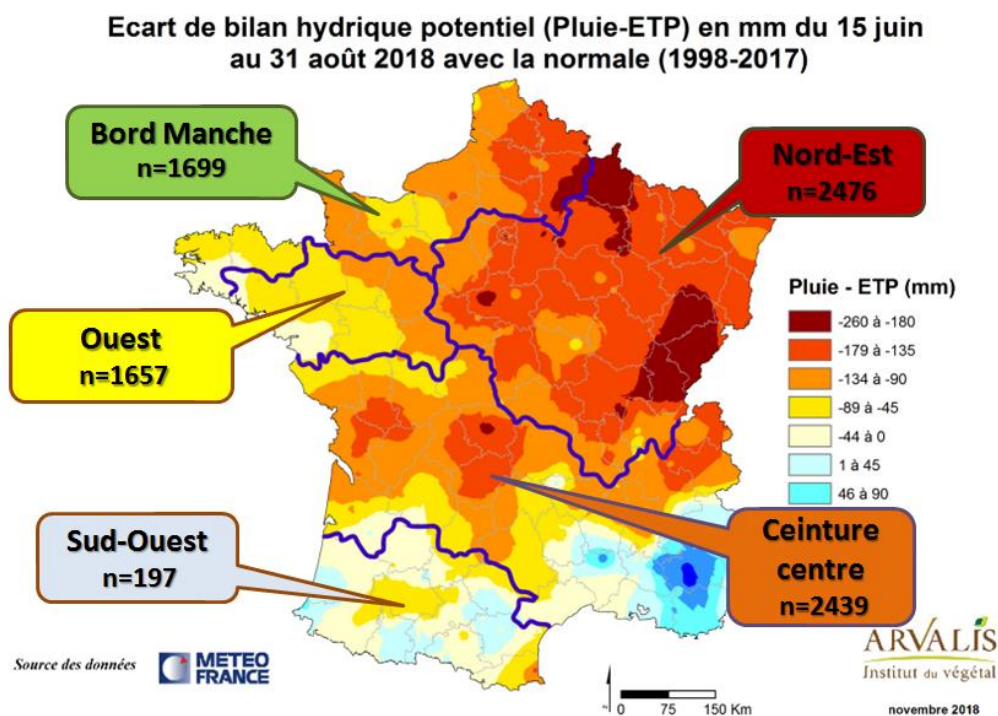 Ecart de bilan hydrique potentiel (Pluie-ETP) en mm du 15 juin
au 31 août 2018 avec la normale (1998-2017)
Bord Manche
n=1699
Nord-Est
n=2476
Ouest
n=1657
Pluie - ETP (mm)
-260 à -180
-179 à -135
-134 à -90
-89 à -45
-44 à 0
1 à 45
46 à 90
Sud-Ouest
n=197
Ceinture
centre
n=2439
Source des données
METEO
FRANCE
0 75 150 Km
ARVALIS
Institut du végétal
novembre 2018